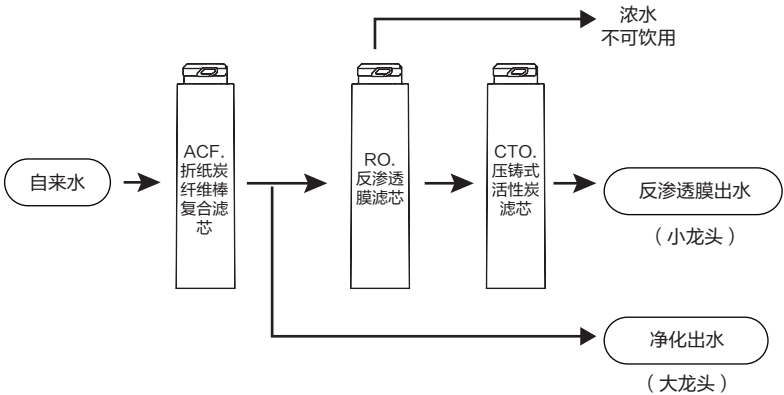 浓水
不可饮用
自来水
ACF.
折纸炭
纤维棒
复合滤
芯
RO.
反渗透
膜滤芯
CTO.
压铸式
活性炭
滤芯
反渗透膜出水
（小龙头）
净化出水
（大龙头）